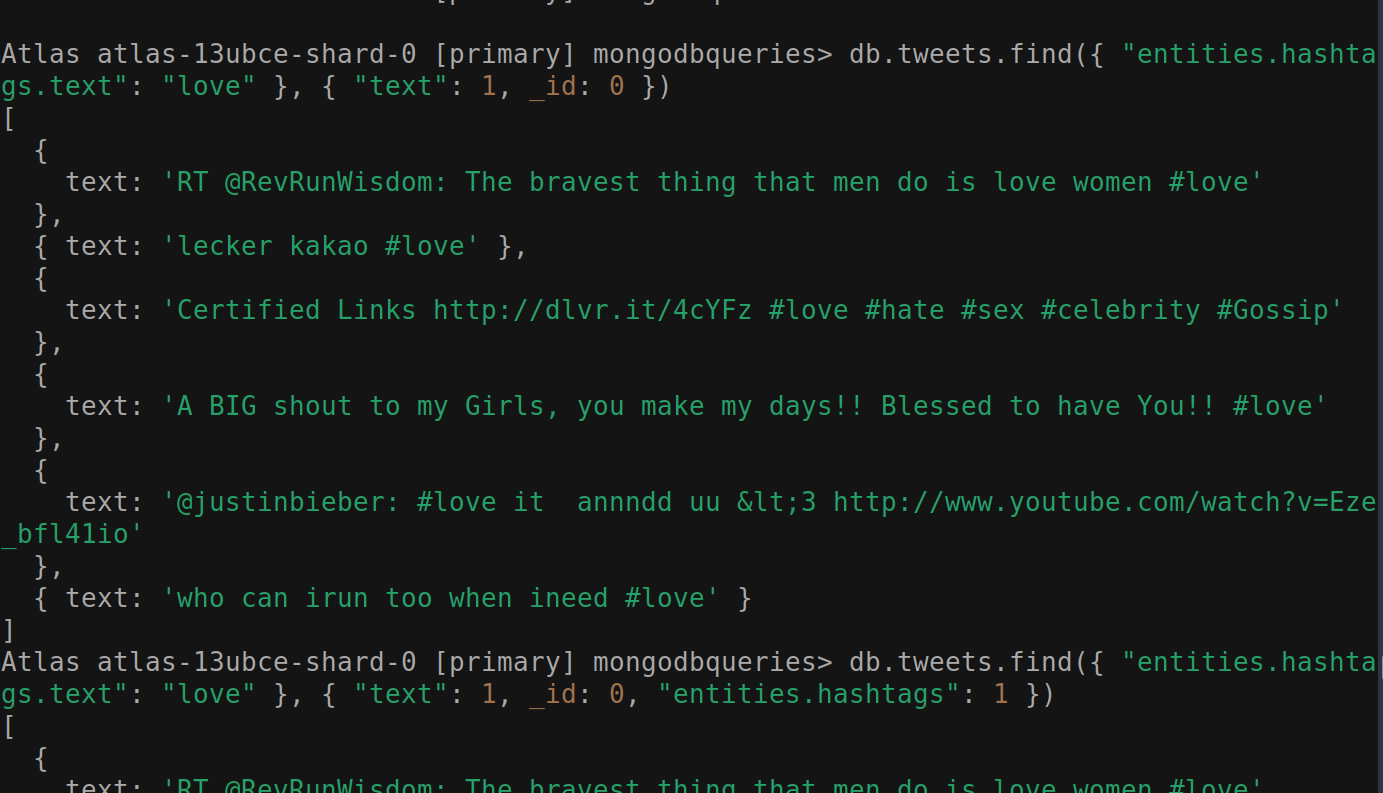 Atlas atlas-13ubce-shard-0 [primary] mongodbqueries> db.tweets.find({ "entities.hashta
gs.text": "love" }, { "text": 1, _id: 0 })
[
  {
    text: 'RT @RevRunWisdom: The bravest thing that men do is love women #love'
  },
  { text: 'lecker kakao #love' },
  {
    text: 'Certified Links http://dlvr.it/4cYFz #love #hate #sex #celebrity #Gossip'
  },
  {
    text: 'A BIG shout to my Girls, you make my days!! Blessed to have You!! #love'
  },
  {
    text: '@justinbieber: #love it  annndd uu &lt;3 http://www.youtube.com/watch?v=Eze
_bfl41io'
  },
  { text: 'who can irun too when ineed #love' }
]
Atlas atlas-13ubce-shard-0 [primary] mongodbqueries> db.tweets.find({ "entities.hashta
gs.text": "love" }, { "text": 1, _id: 0, "entities.hashtags": 1 })
[
  {
    text: 'RT @RevRunWisdom: The bravest thing that men do is love women #love'